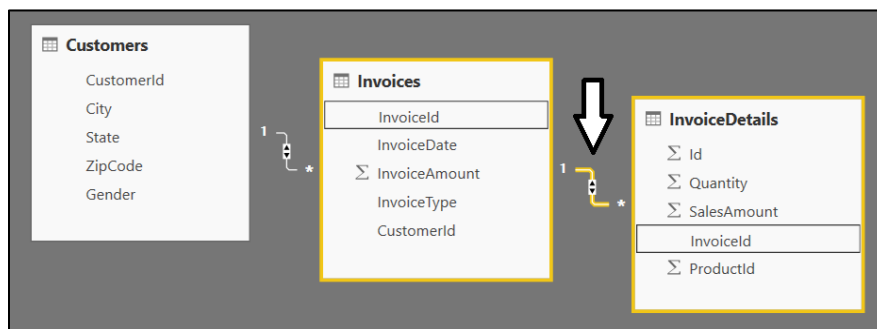 Customers
CustomerId
City
State
ZipCode
Gender
1
*
Invoices
InvoiceId
InvoiceDate
Σ InvoiceAmount
InvoiceType
CustomerId
1
*
InvoiceDetails
Σ Id
Σ Quantity
Σ SalesAmount
InvoiceId
Σ ProductId